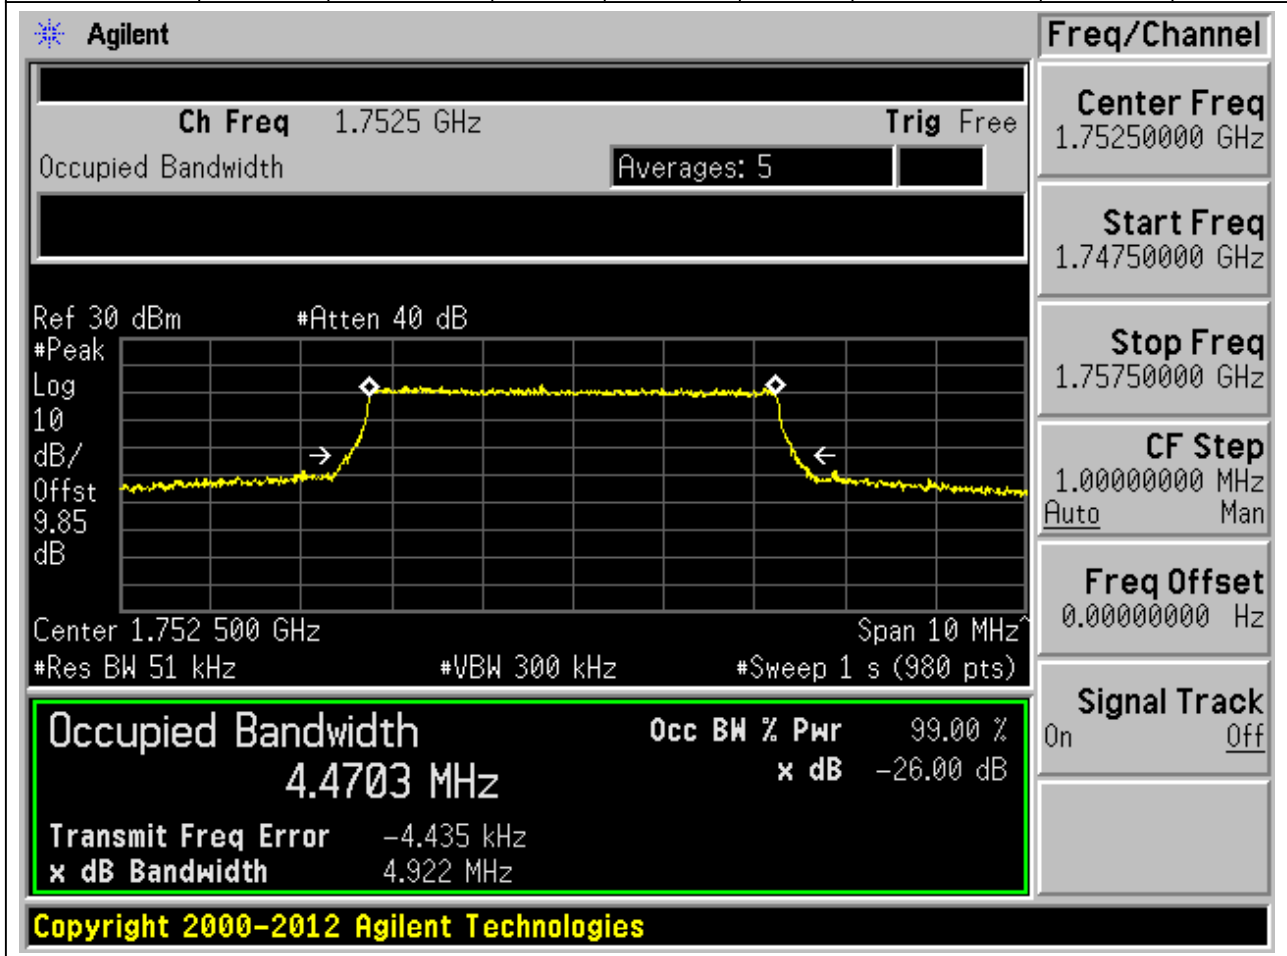 Agilent
Freq/Channel
Ch Freq 1.7525 GHz Trig Free
Occupied Bandwidth Averages: 5
Center Freq
1.75250000 GHz
Start Freq
1.74750000 GHz
Stop Freq
1.75750000 GHz
CF Step
1.00000000 MHz
Auto Man
Freq Offset
0.00000000 Hz
Signal Track
On Off
Ref 30 dBm #Atten 40 dB
#Peak
Log
10
dB/
Offst
9.85
dB
Center 1.752 500 GHz Span 10 MHz^
#Res BW 51 kHz #VBW 300 kHz #Sweep 1 s (980 pts)
Occupied Bandwidth
4.4703 MHz
Occ BW % Pwr 99.00 %
x dB -26.00 dB
Transmit Freq Error -4.435 kHz
x dB Bandwidth 4.922 MHz
Copyright 2000-2012 Agilent Technologies